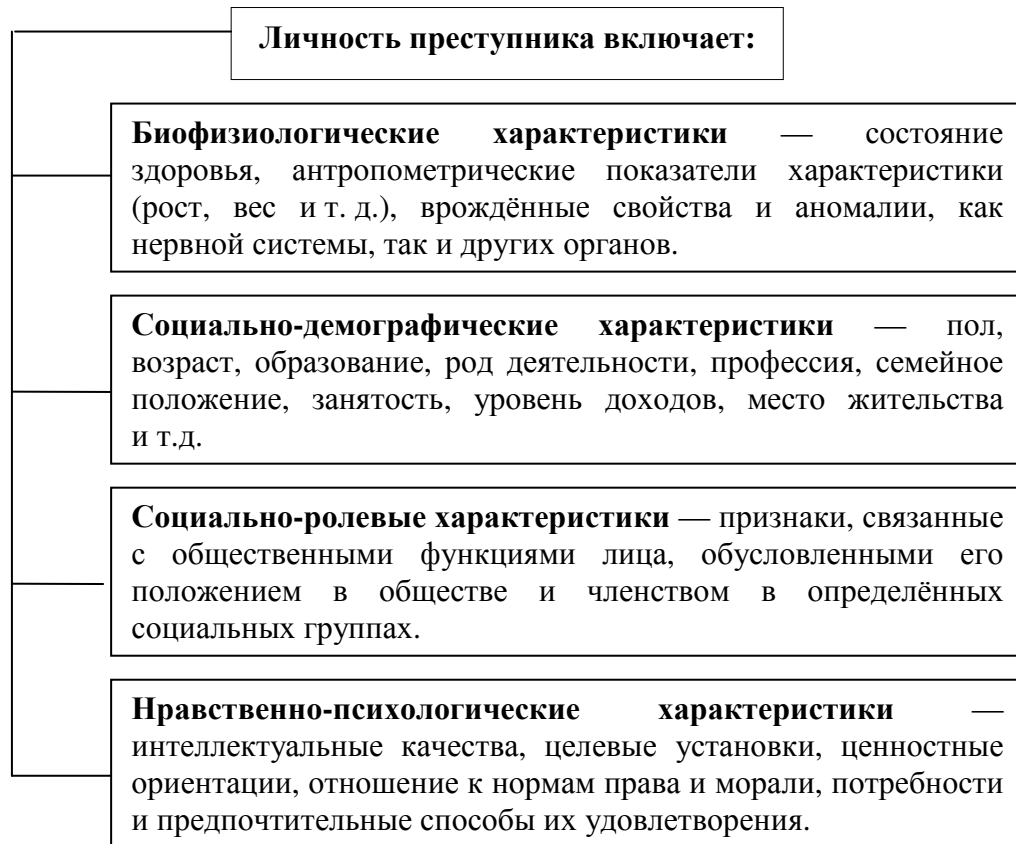 Личность преступника включает:
Биофизиологические характеристики — состояние
здоровья, антропометрические показатели характеристики
(рост, вес и т. д.), врождённые свойства и аномалии, как
нервной системы, так и других органов.
Социально-демографические характеристики — пол,
возраст, образование, род деятельности, профессия, семейное
положение, занятость, уровень доходов, место жительства
и т.д.
Социально-ролевые характеристики — признаки, связанные
с общественными функциями лица, обусловленными его
положением в обществе и членством в определённых
социальных группах.
Нравственно-психологические характеристики —
интеллектуальные качества, целевые установки, ценностные
ориентации, отношение к нормам права и морали, потребности
и предпочтительные способы их удовлетворения.